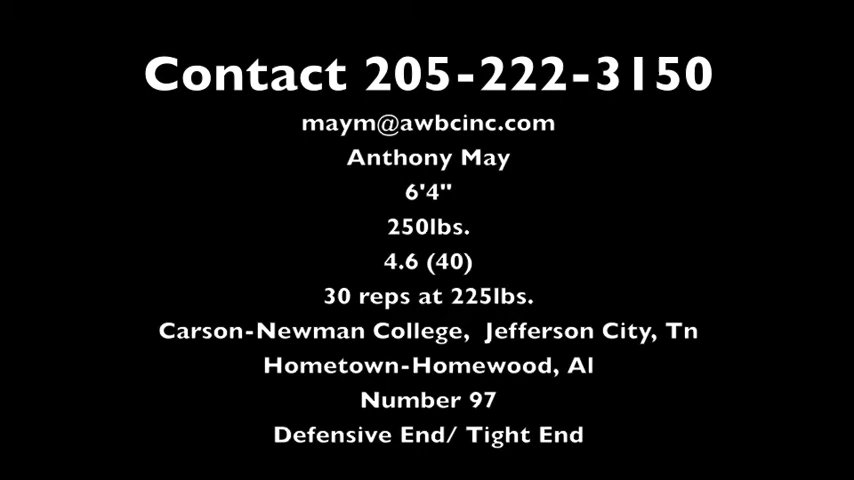 Contact 205-222-3150
maym@awbcinc.com
Anthony May
6'4"
250lbs.
4.6 (40)
30 reps at 225lbs.
Carson-Newman College, Jefferson City, Tn
Hometown-Homewood, Al
Number 97
Defensive End/ Tight End